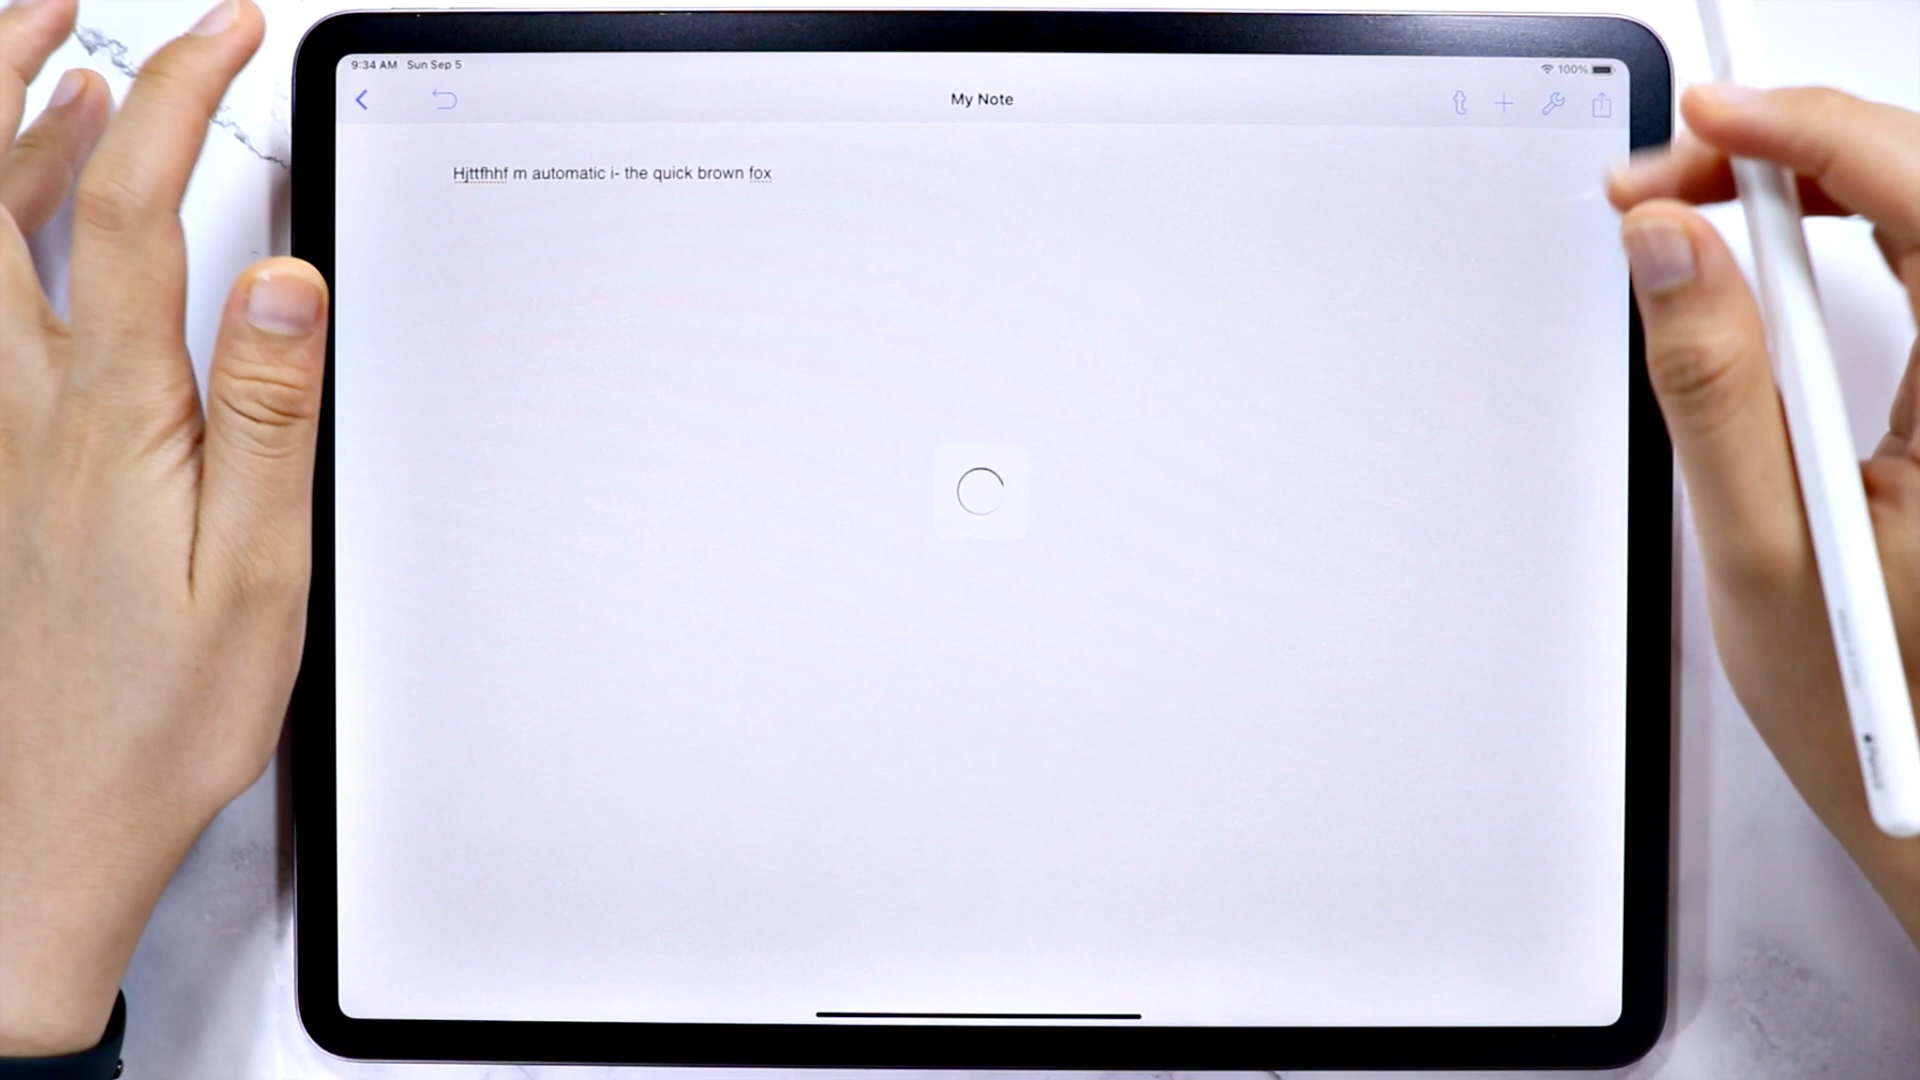 9:34 AM Sun Sep 5
100%
My Note
Hjttfhhf m automatic i- the quick brown fox